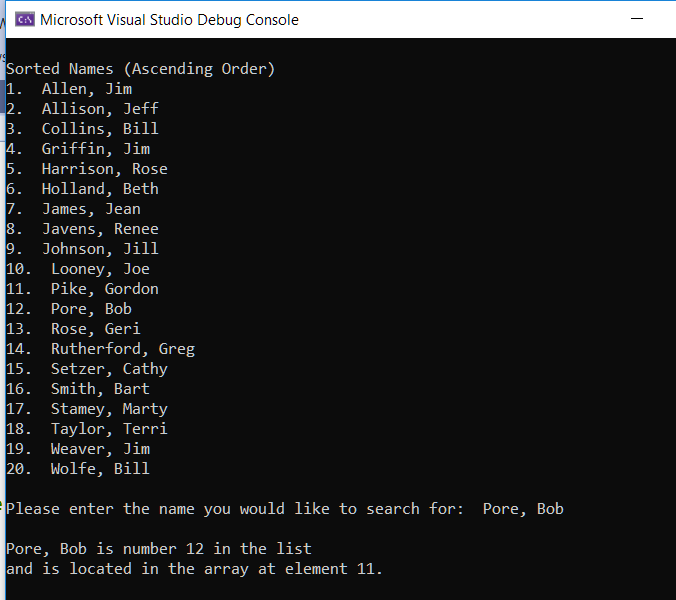 Microsoft Visual Studio Debug Console
Sorted Names (Ascending Order)
1.  Allen, Jim
2.  Allison, Jeff
3.  Collins, Bill
4.  Griffin, Jim
5.  Harrison, Rose
6.  Holland, Beth
7.  James, Jean
8.  Javens, Renee
9.  Johnson, Jill
10.  Looney, Joe
11.  Pike, Gordon
12.  Pore, Bob
13.  Rose, Geri
14.  Rutherford, Greg
15.  Setzer, Cathy
16.  Smith, Bart
17.  Stamey, Marty
18.  Taylor, Terri
19.  Weaver, Jim
20.  Wolfe, Bill
Please enter the name you would like to search for:  Pore, Bob
Pore, Bob is number 12 in the list
and is located in the array at element 11.